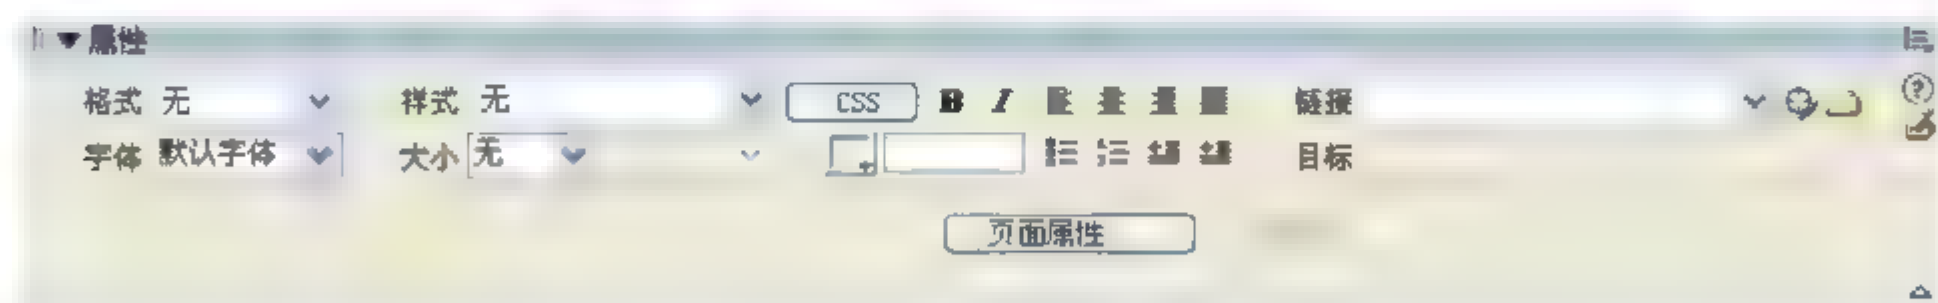 属性
格式 无 样式 无 CSS B I 链接
字体 默认字体 大小 无 目标
页面属性